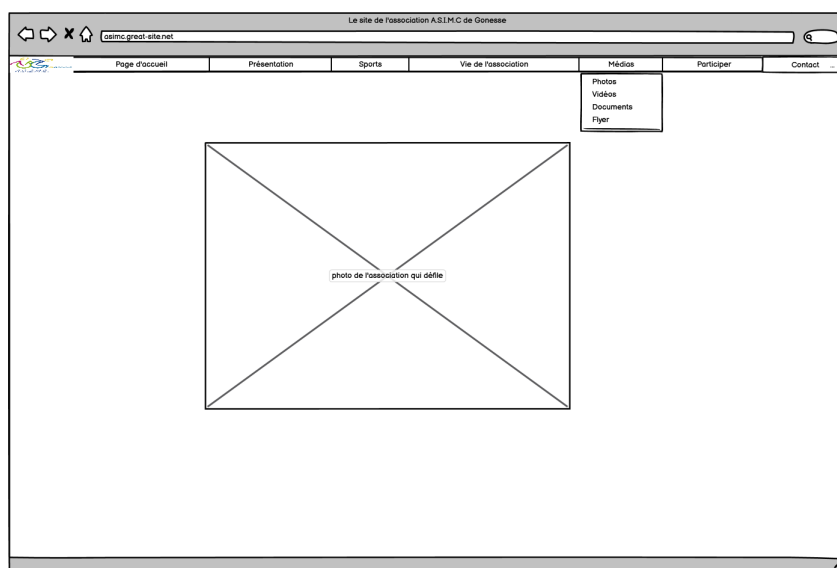 Le site de l'association A.S.I.M.C de Gonesse
asimc.great-site.net
Page d'accueil
Présentation
Sports
Vie de l'association
Médias
Participer
Contact
Photos
Vidéos
Documents
Flyer
photo de l'association qui défile